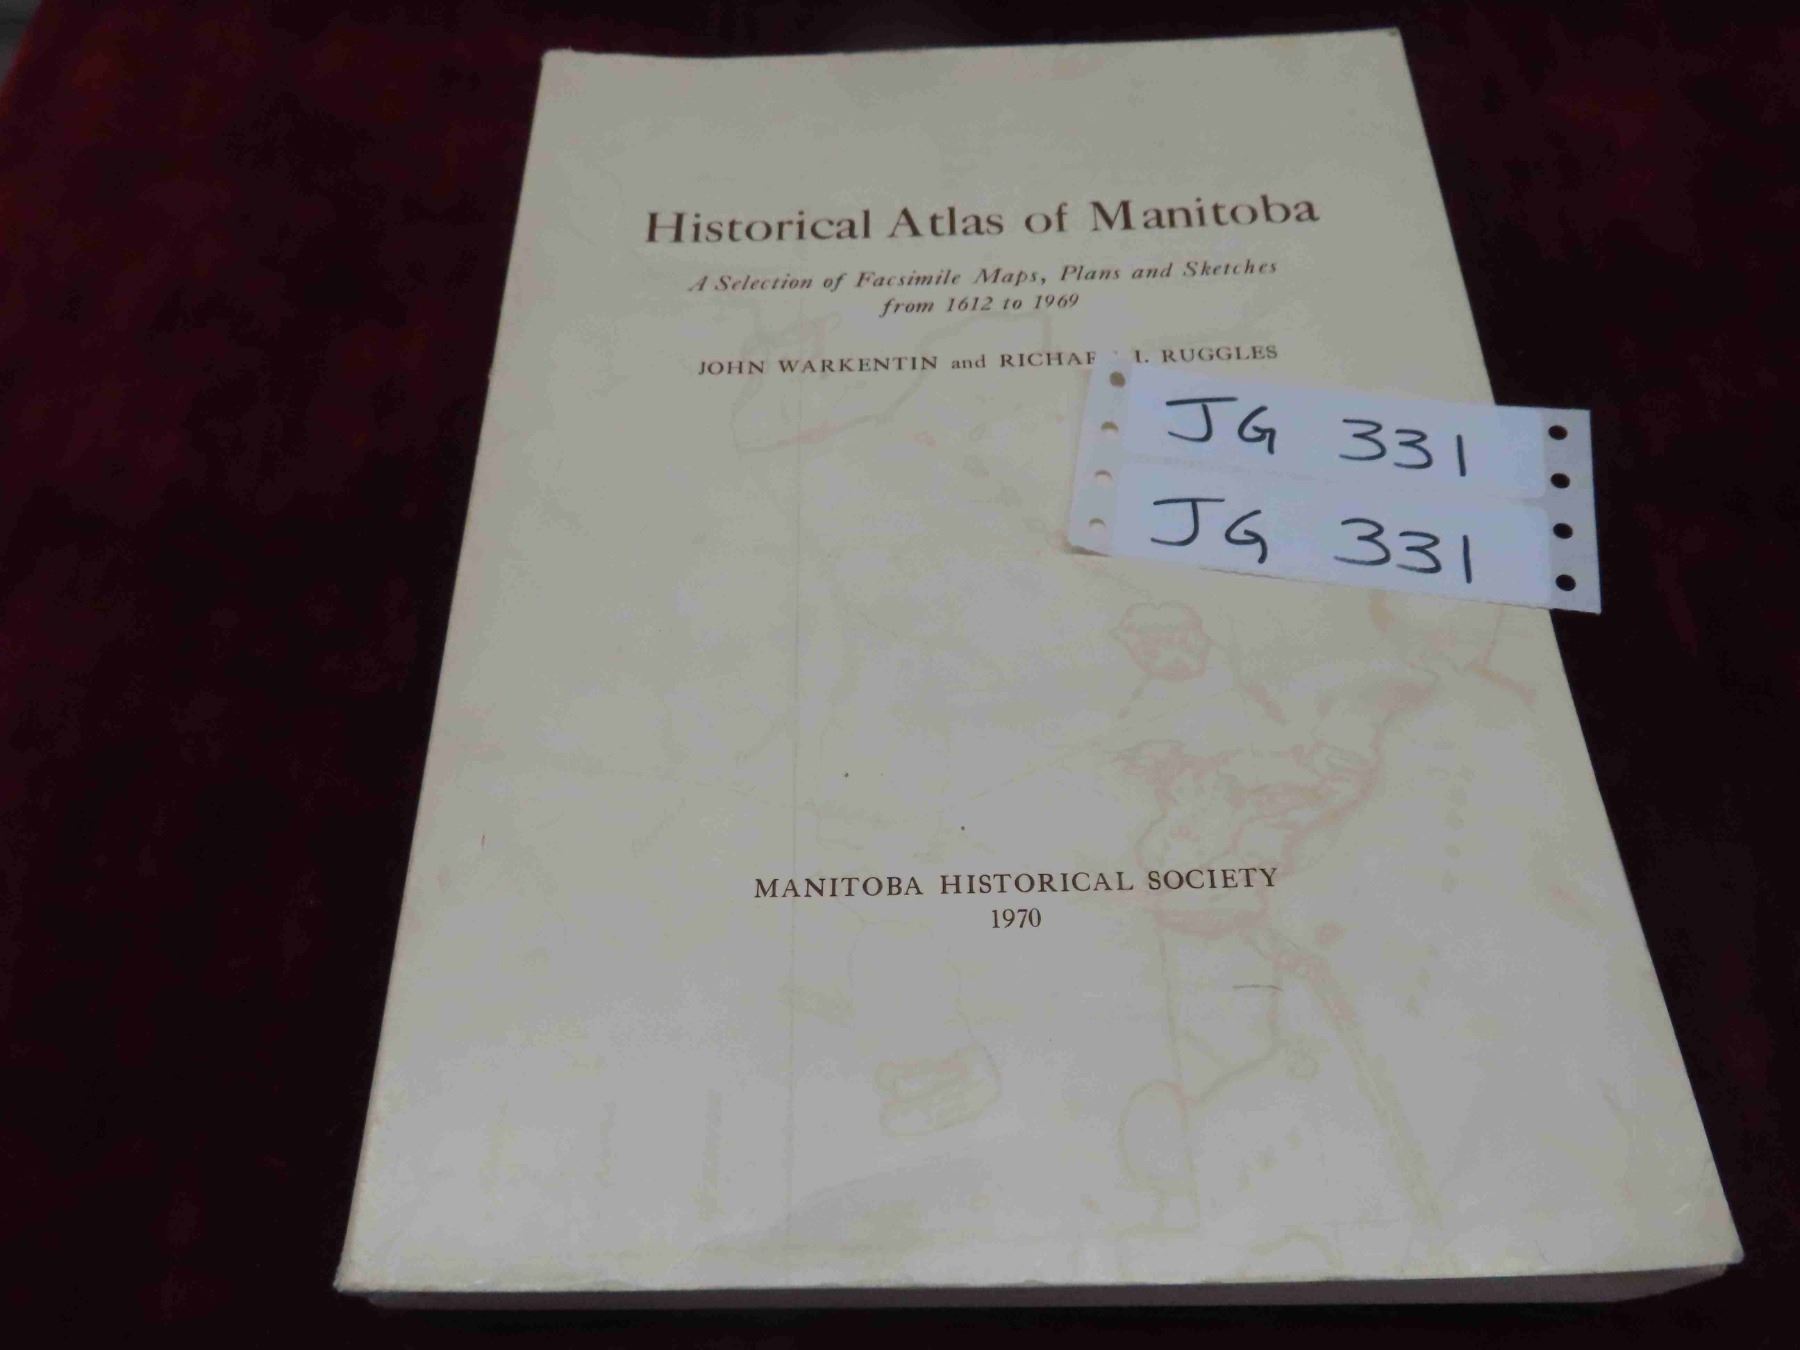 Historical Atlas of Manitoba
A Selection of Facsimile Maps, Plans and Sketches
from 1612 to 1969
JOHN WARKENTIN and I. RUGGLES
JG 331
JG 331
MANITOBA HISTORICAL SOCIETY
1970